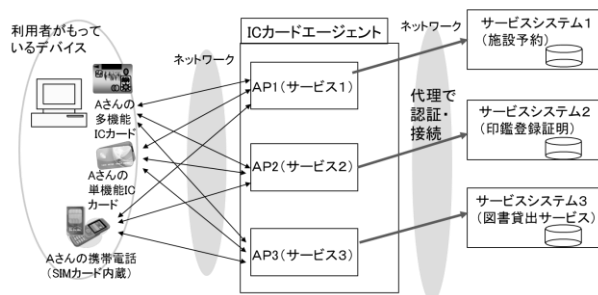 利用者がもって
いるデバイス
Aさんの
多機能
ICカード
Aさんの
単機能IC
カード
Aさんの携帯電話
(SIMカード内蔵)
ネットワーク
ICカードエージェント
AP1(サービス1)
AP2(サービス2)
AP3(サービス3)
ネットワーク
代理で
認証・
接続
サービスシステム1
(施設予約)
サービスシステム2
(印鑑登録証明)
サービスシステム3
(図書貸出サービス)